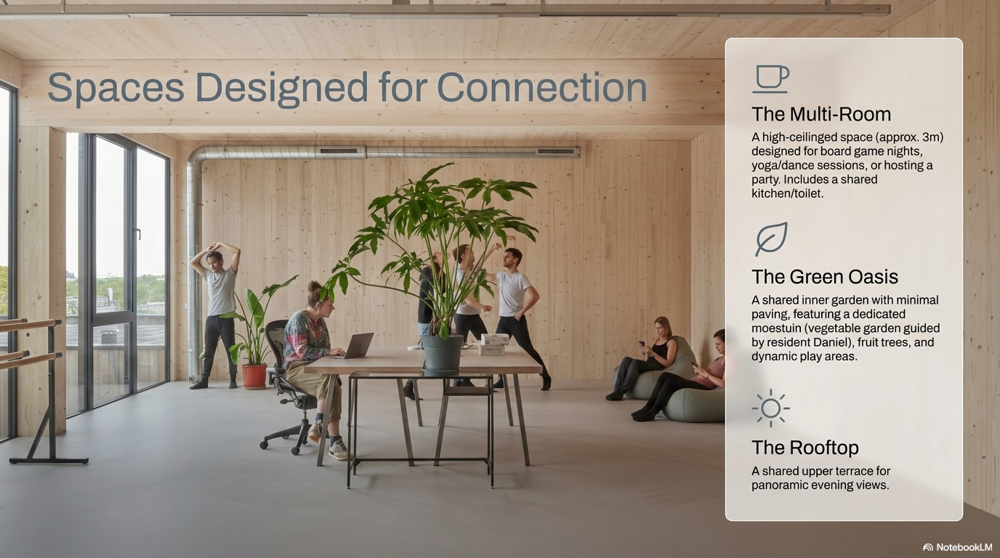 Spaces Designed for Connection
The Multi-Room
A high-ceilinged space (approx. 3m)
designed for board game nights,
yoga/dance sessions, or hosting a
party. Includes a shared
kitchen/toilet.
The Green Oasis
A shared inner garden with minimal
paving, featuring a dedicated
moestuin (vegetable garden guided
by resident Daniel), fruit trees, and
dynamic play areas.
The Rooftop
A shared upper terrace for
panoramic evening views.
NotebookLM